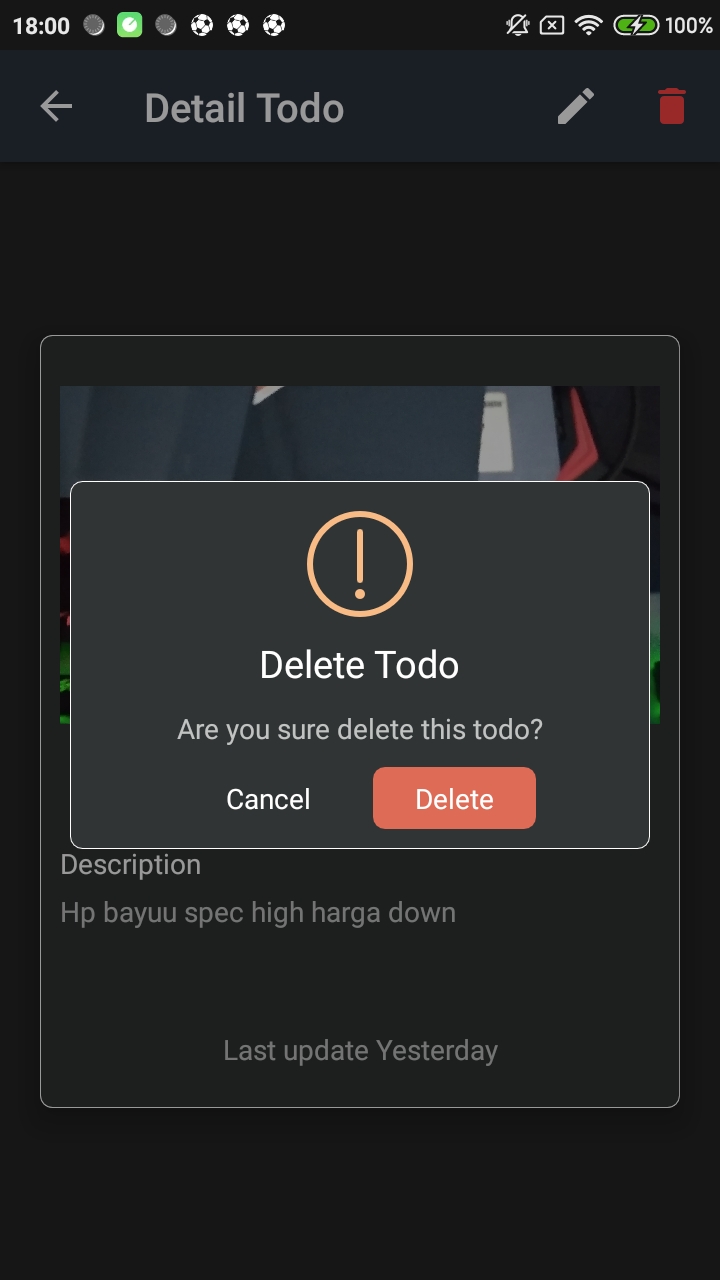 18:00
100%
Detail Todo
Delete Todo
Are you sure delete this todo?
Cancel
Delete
Description
Hp bayuu spec high harga down
Last update Yesterday